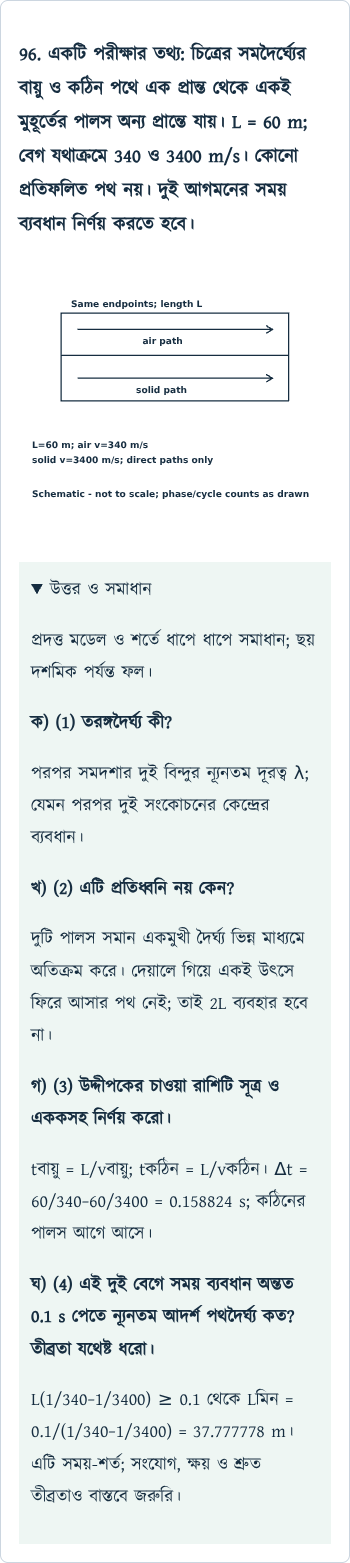 96. একটি পরীক্ষার তথ্য: চিত্রের সমদৈর্ঘ্যের
বায়ু ও কঠিন পথে এক প্রান্ত থেকে একই
মুহূর্তের পালস অন্য প্রান্তে যায়। L = 60 m;
বেগ যথাক্রমে 340 ও 3400 m/s। কোনো
প্রতিফলিত পথ নয়। দুই আগমনের সময়
ব্যবধান নির্ণয় করতে হবে।
Same endpoints; length L
air path
solid path
L=60 m; air v=340 m/s
solid v=3400 m/s; direct paths only
Schematic - not to scale; phase/cycle counts as drawn
▼ উত্তর ও সমাধান
প্রদত্ত মডেল ও শর্তে ধাপে ধাপে সমাধান; ছয়
দশমিক পর্যন্ত ফল।
ক) (1) তরঙ্গদৈর্ঘ্য কী?
পরপর সমদশার দুই বিন্দুর ন্যূনতম দূরত্ব λ;
যেমন পরপর দুই সংকোচনের কেন্দ্রের
ব্যবধান।
খ) (2) এটি প্রতিধ্বনি নয় কেন?
দুটি পালস সমান একমুখী দৈর্ঘ্য ভিন্ন মাধ্যমে
অতিক্রম করে। দেয়ালে গিয়ে একই উৎসে
ফিরে আসার পথ নেই; তাই 2L ব্যবহার হবে
না।
গ) (3) উদ্দীপকের চাওয়া রাশিটি সূত্র ও
এককসহ নির্ণয় করো।
tবায়ু = L/vবায়ু; tকঠিন = L/vকঠিন। Δt =
60/340−60/3400 = 0.158824 s; কঠিনের
পালস আগে আসে।
ঘ) (4) এই দুই বেগে সময় ব্যবধান অন্তত
0.1 s পেতে ন্যূনতম আদর্শ পথদৈর্ঘ্য কত?
তীব্রতা যথেষ্ট ধরো।
L(1/340−1/3400) ≥ 0.1 থেকে Lমিন =
0.1/(1/340−1/3400) = 37.777778 m।
এটি সময়-শর্ত; সংযোগ, ক্ষয় ও শ্রুত
তীব্রতাও বাস্তবে জরুরি।